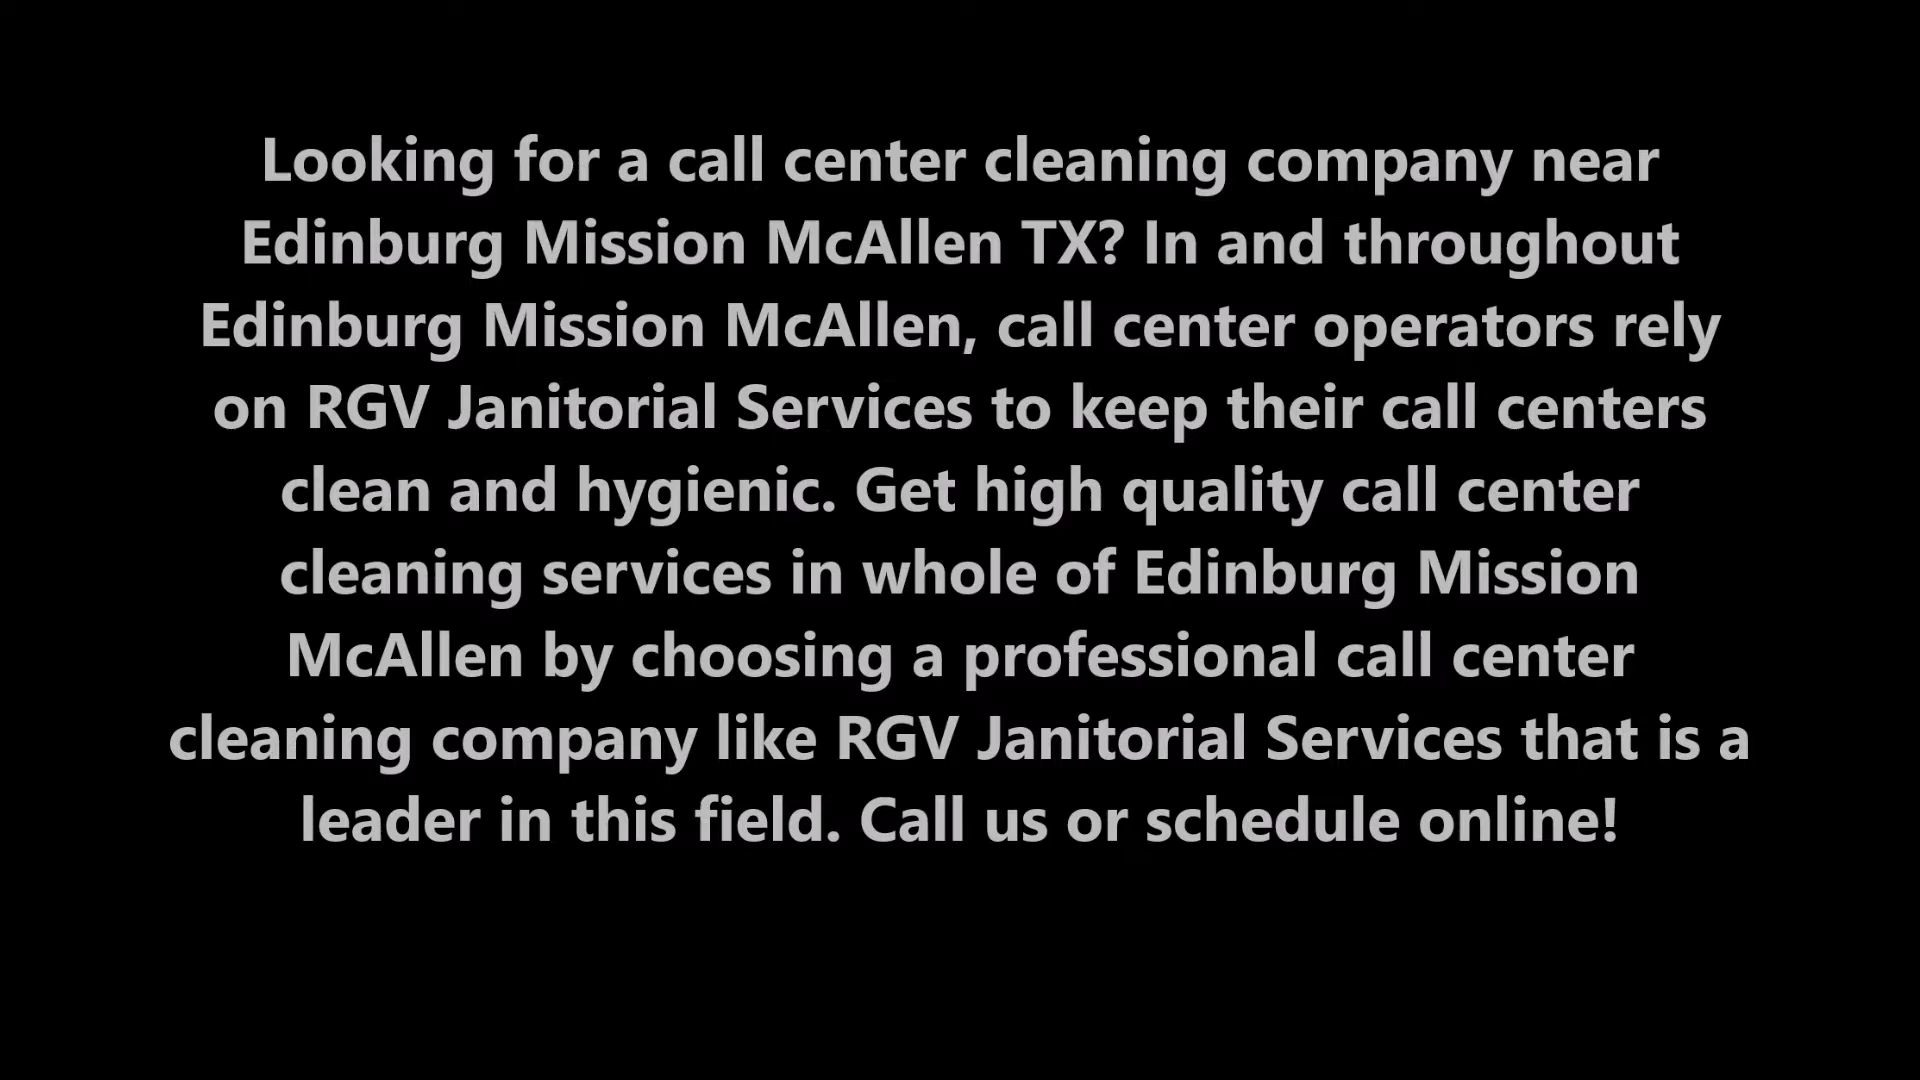 Looking for a call center cleaning company near
Edinburg Mission McAllen TX? In and throughout
Edinburg Mission McAllen, call center operators rely
on RGV Janitorial Services to keep their call centers
clean and hygienic. Get high quality call center
cleaning services in whole of Edinburg Mission
McAllen by choosing a professional call center
cleaning company like RGV Janitorial Services that is a
leader in this field. Call us or schedule online!